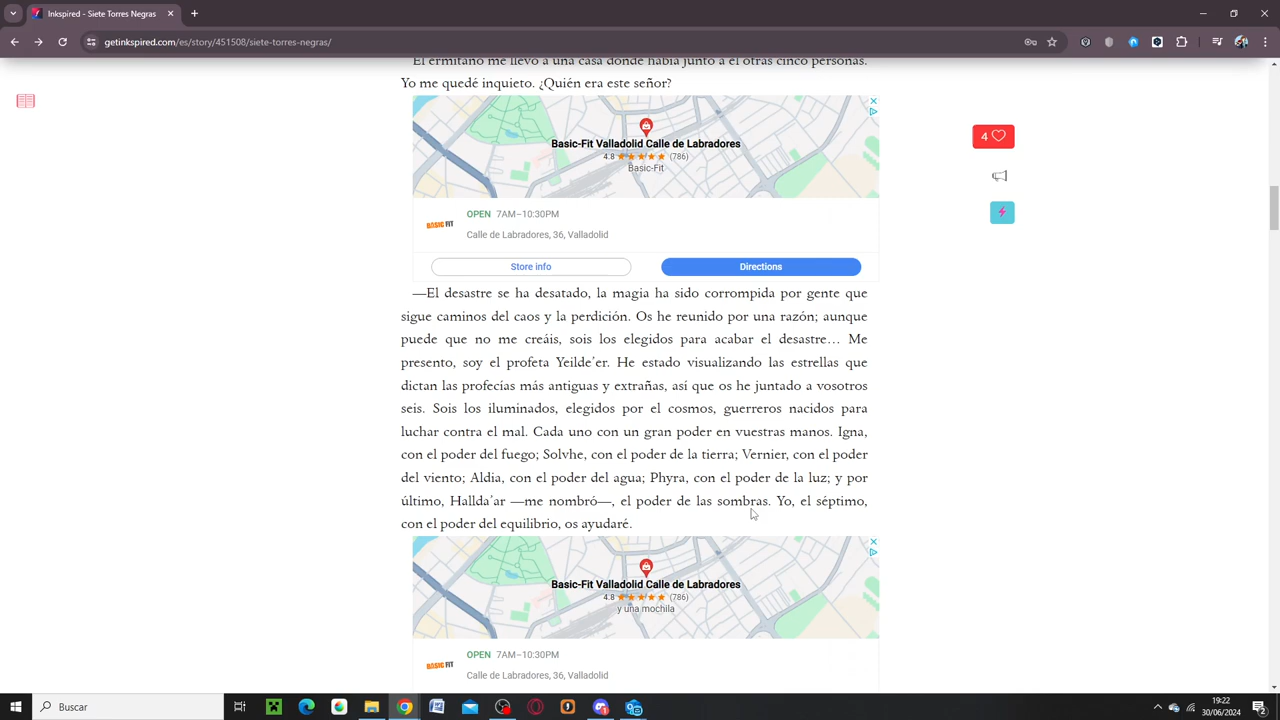 Inkspired - Siete Torres Negras
getinkspired.com/es/story/451508/siete-torres-negras/
El ermitaño me llevó a una casa donde había junto a él otras cinco personas.
Yo me quedé inquieto. ¿Quién era este señor?
Basic-Fit Valladolid Calle de Labradores
4.8 ★★★★★ (786)
Basic-Fit
BASIC FIT
OPEN 7AM–10:30PM
Calle de Labradores, 36, Valladolid
Store info
Directions
4
—El desastre se ha desatado, la magia ha sido corrompida por gente que
sigue caminos del caos y la perdición. Os he reunido por una razón; aunque
puede que no me creáis, sois los elegidos para acabar el desastre… Me
presento, soy el profeta Yeilde´er. He estado visualizando las estrellas que
dictan las profecías más antiguas y extrañas, así que os he juntado a vosotros
seis. Sois los iluminados, elegidos por el cosmos, guerreros nacidos para
luchar contra el mal. Cada uno con un gran poder en vuestras manos. Igna,
con el poder del fuego; Solvhe, con el poder de la tierra; Vernier, con el poder
del viento; Aldia, con el poder del agua; Phyra, con el poder de la luz; y por
último, Hallda´ar —me nombró—, el poder de las sombras. Yo, el séptimo,
con el poder del equilibrio, os ayudaré.
Basic-Fit Valladolid Calle de Labradores
4.8 ★★★★★ (786)
y una mochila
BASIC FIT
OPEN 7AM–10:30PM
Calle de Labradores, 36, Valladolid
Buscar
19:22
30/06/2024
2